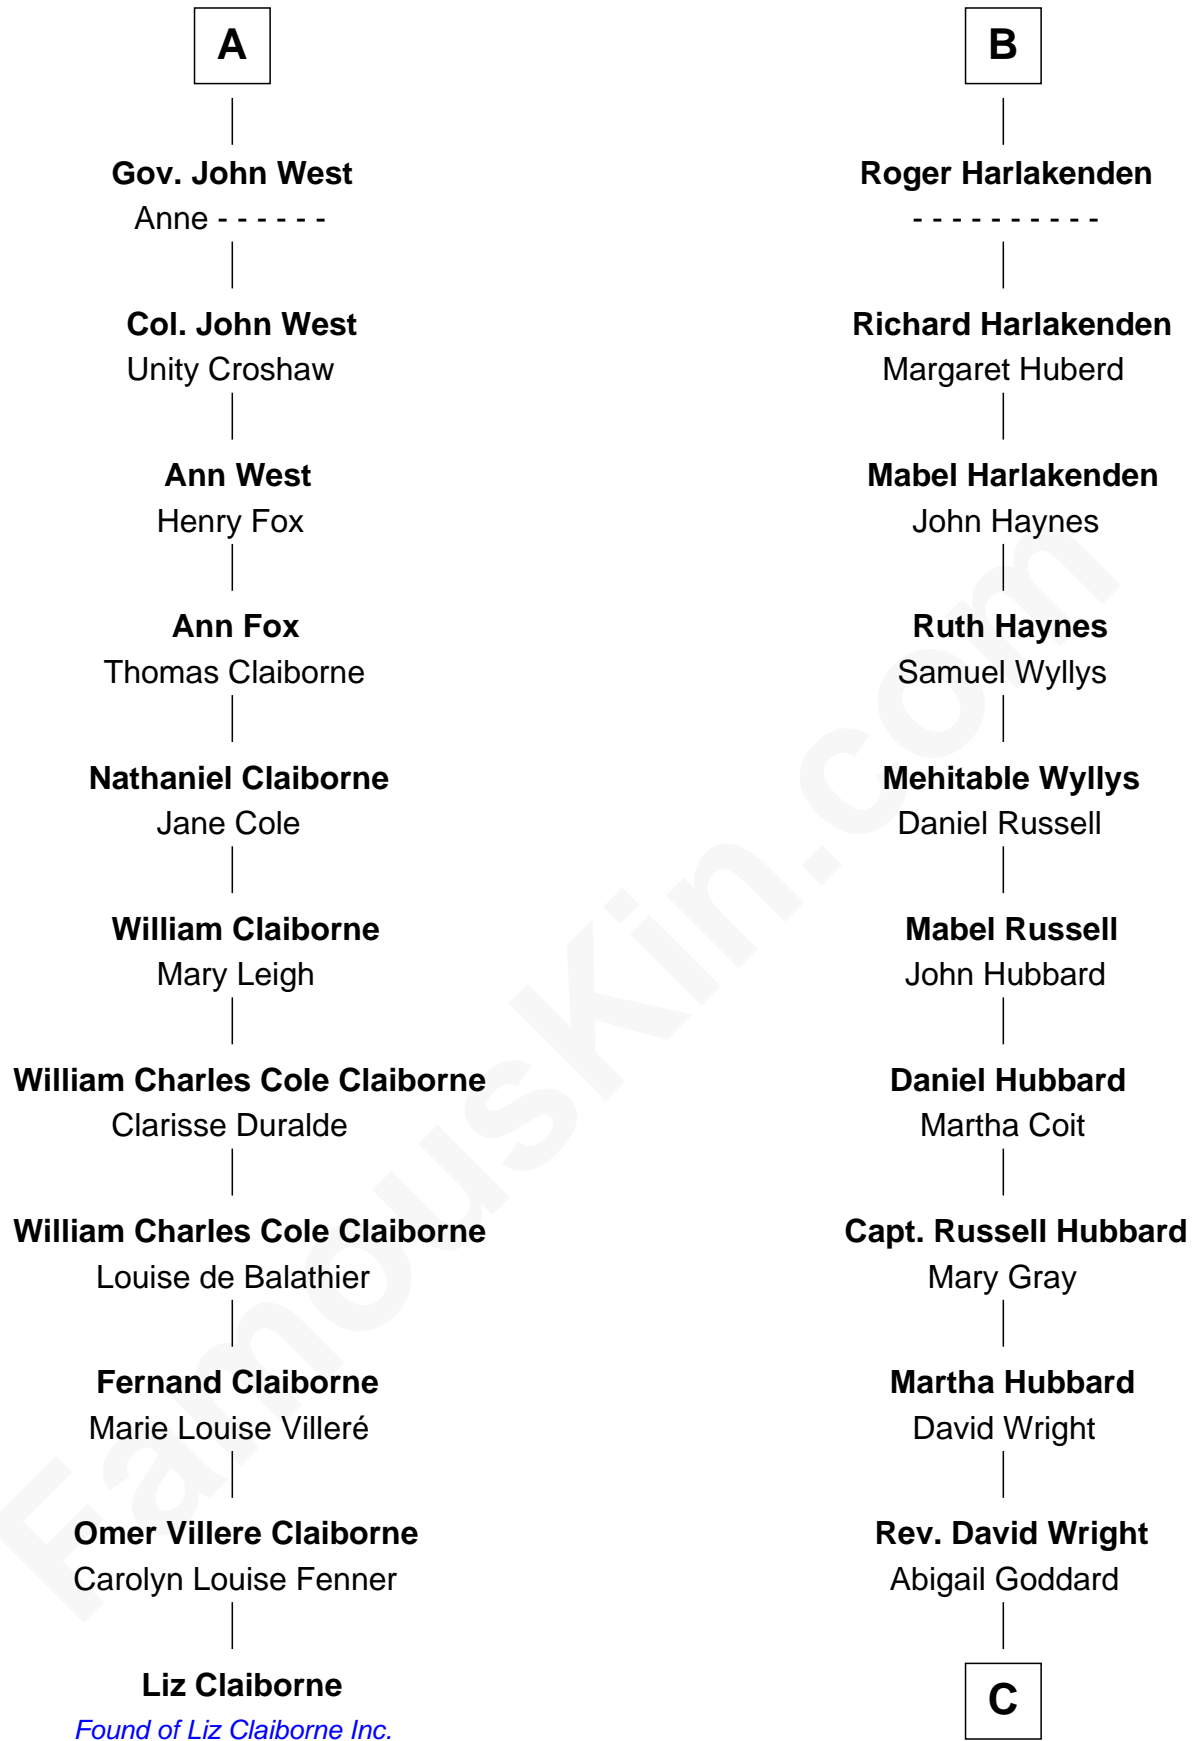 A
Gov. John West
Anne - - - - - -
Col. John West
Unity Croshaw
Ann West
Henry Fox
Ann Fox
Thomas Claiborne
Nathaniel Claiborne
Jane Cole
William Claiborne
Mary Leigh
William Charles Cole Claiborne
Clarisse Duralde
William Charles Cole Claiborne
Louise de Balathier
Fernand Claiborne
Marie Louise Villeré
Omer Villere Claiborne
Carolyn Louise Fenner
Liz Claiborne
Found of Liz Claiborne Inc.
B
Roger Harlakenden
- - - - - - - - - -
Richard Harlakenden
Margaret Huberd
Mabel Harlakenden
John Haynes
Ruth Haynes
Samuel Wyllys
Mehitable Wyllys
Daniel Russell
Mabel Russell
John Hubbard
Daniel Hubbard
Martha Coit
Capt. Russell Hubbard
Mary Gray
Martha Hubbard
David Wright
Rev. David Wright
Abigail Goddard
C
FamousKin.com